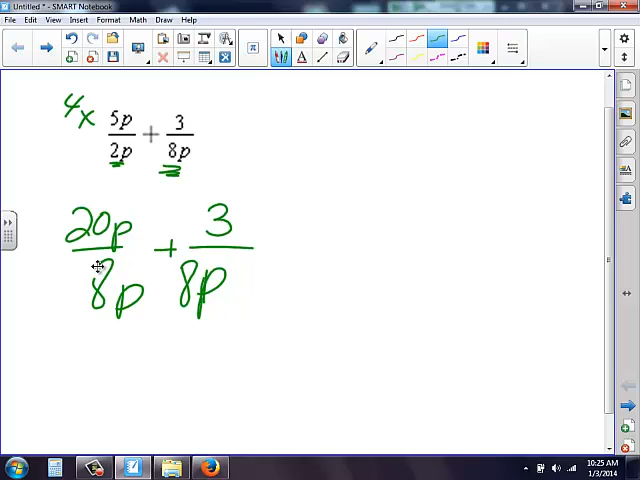 Untitled * - SMART Notebook
File Edit View Insert Format Math Draw Help
4x 5p/2p + 3/8p
20p/8p + 3/8p
10:25 AM
1/3/2014